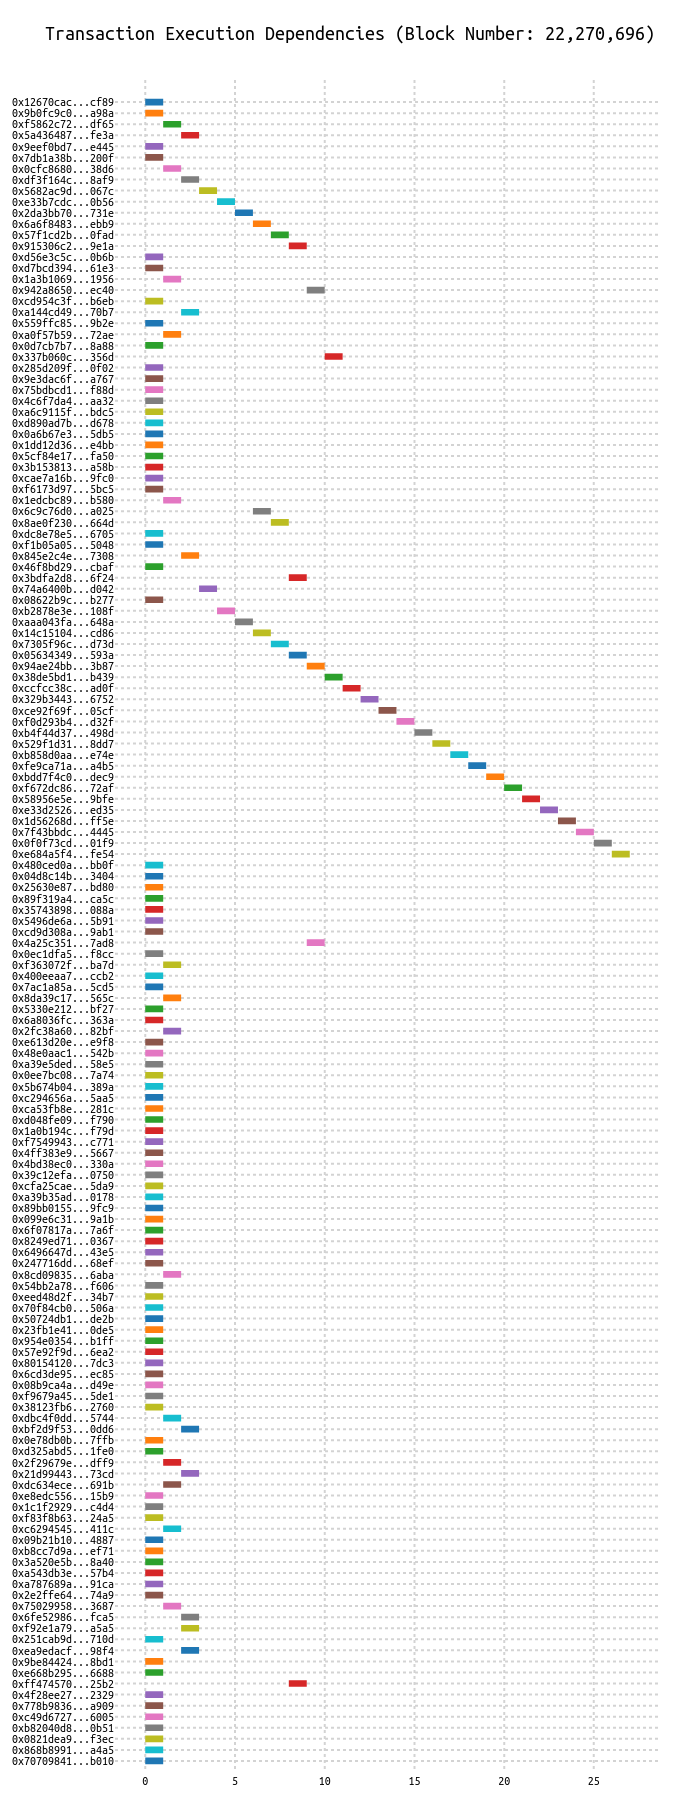 Transaction Execution Dependencies (Block Number: 22,270,696)
0x12670cac...cf89
0x9b0fc9c0...a98a
0xf5862c72...df65
0x5a436487...fe3a
0x9eef0bd7...e445
0x7db1a38b...200f
0x0cfc8680...38d6
0xdf3f164c...8af9
0x5682ac9d...067c
0xe33b7cdc...0b56
0x2da3bb70...731e
0x6a6f8483...ebb9
0x57f1cd2b...0fad
0x915306c2...9e1a
0xd56e3c5c...0b6b
0xd7bcd394...61e3
0x1a3b1069...1956
0x942a8650...ec40
0xcd954c3f...b6eb
0xa144cd49...70b7
0x559ffc85...9b2e
0xa0f57b59...72ae
0x0d7cb7b7...8a88
0x337b060c...356d
0x285d209f...0f02
0x9e3dac6f...a767
0x75bdbcd1...f88d
0x4c6f7da4...aa32
0xa6c9115f...bdc5
0xd890ad7b...d678
0x0a6b67e3...5db5
0x1dd12d36...e4bb
0x5cf84e17...fa50
0x3b153813...a58b
0xcae7a16b...9fc0
0xf6173d97...5bc5
0x1edcbc89...b580
0x6c9c76d0...a025
0x8ae0f230...664d
0xdc8e78e5...6705
0xf1b05a05...5048
0x845e2c4e...7308
0x46f8bd29...cbaf
0x3bdfa2d8...6f24
0x74a6400b...d042
0x08622b9c...b277
0xb2878e3e...108f
0xaaa043fa...648a
0x14c15104...cd86
0x7305f96c...d73d
0x05634349...593a
0x94ae24bb...3b87
0x38de5bd1...b439
0xccfcc38c...ad0f
0x329b3443...6752
0xce92f69f...05cf
0xf0d293b4...d32f
0xb4f44d37...498d
0x529f1d31...8dd7
0xb858d0aa...e74e
0xfe9ca71a...a4b5
0xbdd7f4c0...dec9
0xf672dc86...72af
0x58956e5e...9bfe
0xe33d2526...ed35
0x1d56268d...ff5e
0x7f43bbdc...4445
0x0f0f73cd...01f9
0xe684a5f4...fe54
0x480ced0a...bb0f
0x04d8c14b...3404
0x25630e87...bd80
0x89f319a4...ca5c
0x35743898...088a
0x5496de6a...5b91
0xcd9d308a...9ab1
0x4a25c351...7ad8
0x0ec1dfa5...f8cc
0xf363072f...ba7d
0x400eeaa7...ccb2
0x7ac1a85a...5cd5
0x8da39c17...565c
0x5330e212...bf27
0x6a8036fc...363a
0x2fc38a60...82bf
0xe613d20e...e9f8
0x48e0aac1...542b
0xa39e5ded...58e5
0x0ee7bc08...7a74
0x5b674b04...389a
0xc294656a...5aa5
0xca53fb8e...281c
0xd048fe09...f790
0x1a0b194c...f79d
0xf7549943...c771
0x4ff383e9...5667
0x4bd38ec0...330a
0x39c12efa...0750
0xcfa25cae...5da9
0xa39b35ad...0178
0x89bb0155...9fc9
0x099e6c31...9a1b
0x6f07817a...7a6f
0x8249ed71...0367
0x6496647d...43e5
0x247716dd...68ef
0x8cd09835...6aba
0x54bb2a78...f606
0xeed48d2f...34b7
0x70f84cb0...506a
0x50724db1...de2b
0x23fb1e41...0de5
0x954e0354...b1ff
0x57e92f9d...6ea2
0x80154120...7dc3
0x6cd3de95...ec85
0x08b9ca4a...d49e
0xf9679a45...5de1
0x38123fb6...2760
0xdbc4f0dd...5744
0xbf2d9f53...0dd6
0x0e78db0b...7ffb
0xd325abd5...1fe0
0x2f29679e...dff9
0x21d99443...73cd
0xdc634ece...691b
0xe8edc556...15b9
0x1c1f2929...c4d4
0xf83f8b63...24a5
0xc6294545...411c
0x09b21b10...4887
0xb8cc7d9a...ef71
0x3a520e5b...8a40
0xa543db3e...57b4
0xa787689a...91ca
0x2e2ffe64...74a9
0x75029958...3687
0x6fe52986...fca5
0xf92e1a79...a5a5
0x251cab9d...710d
0xea9edacf...98f4
0x9be84424...8bd1
0xe668b295...6688
0xff474570...25b2
0x4f28ee27...2329
0x778b9836...a909
0xc49d6727...6005
0xb82040d8...0b51
0x0821dea9...f3ec
0x868b8991...a4a5
0x70709841...b010
0 5 10 15 20 25